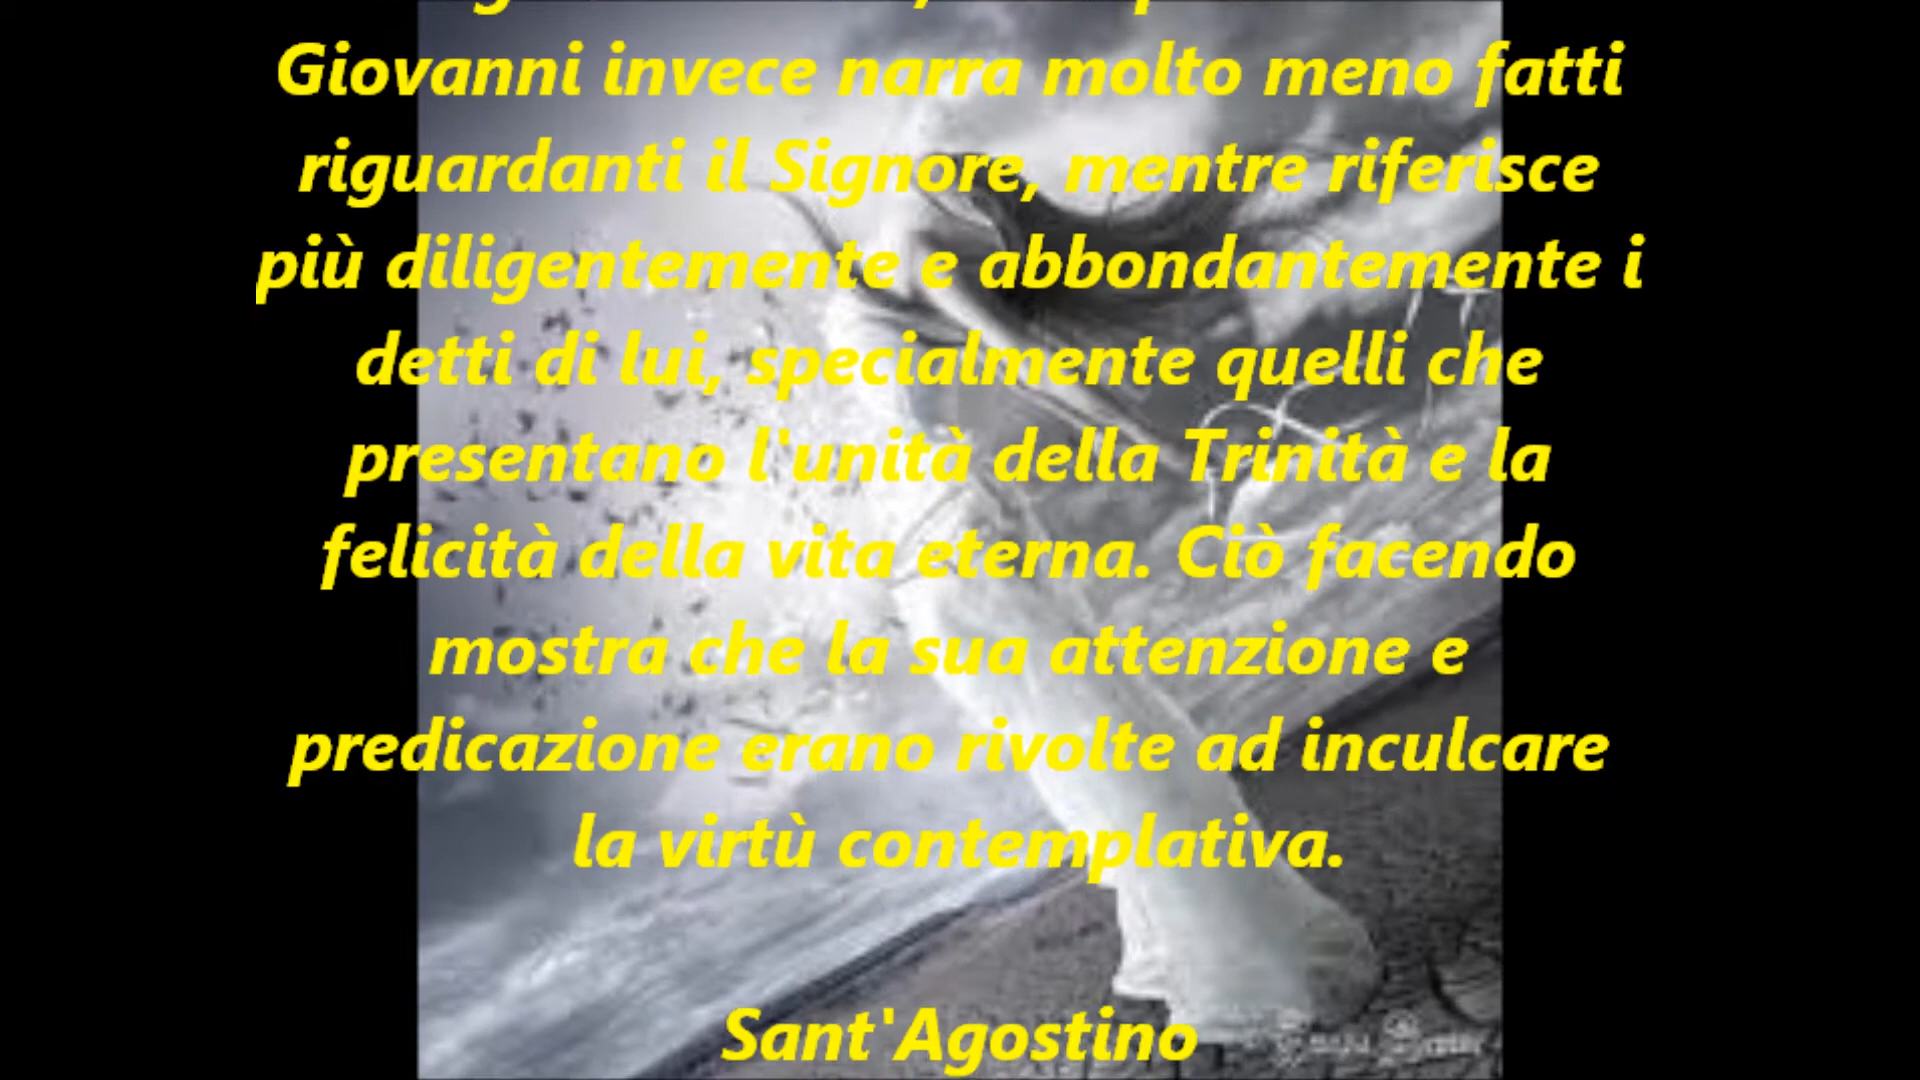 Giovanni invece narra molto meno fatti
riguardanti il Signore, mentre riferisce
più diligentemente e abbondantemente i
detti di lui, specialmente quelli che
presentano l'unità della Trinità e la
felicità della vita eterna. Ciò facendo
mostra che la sua attenzione e
predicazione erano rivolte ad inculcare
la virtù contemplativa.
Sant'Agostino